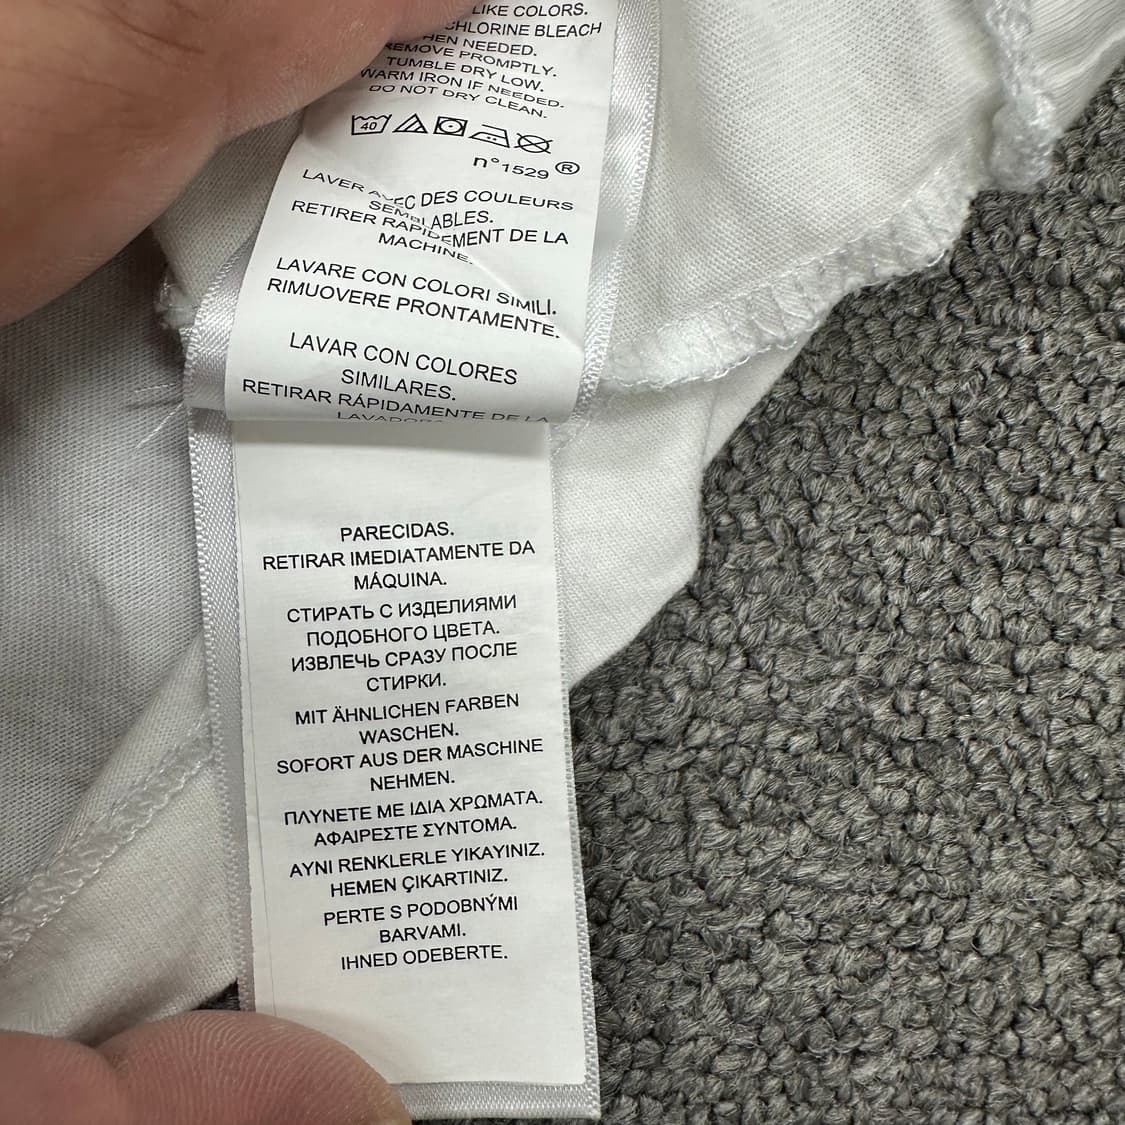 LIKE COLORS.
CHLORINE BLEACH
WHEN NEEDED.
REMOVE PROMPTLY.
TUMBLE DRY LOW.
WARM IRON IF NEEDED.
DO NOT DRY CLEAN.
40
n°1529 ®
LAVER AVEC DES COULEURS
SEMBLABLES.
RETIRER RAPIDEMENT DE LA
MACHINE.
LAVARE CON COLORI SIMILI.
RIMUOVERE PRONTAMENTE.
LAVAR CON COLORES
SIMILARES.
RETIRAR RÁPIDAMENTE DE LA
LAVADORA
PARECIDAS.
RETIRAR IMEDIATAMENTE DA
MÁQUINA.
СТИРАТЬ С ИЗДЕЛИЯМИ
ПОДОБНОГО ЦВЕТА.
ИЗВЛЕЧЬ СРАЗУ ПОСЛЕ
СТИРКИ.
MIT ÄHNLICHEN FARBEN
WASCHEN.
SOFORT AUS DER MASCHINE
NEHMEN.
ΠΛΥΝΕΤΕ ΜΕ ΙΔΙΑ ΧΡΩΜΑΤΑ.
ΑΦΑΙΡΕΣΤΕ ΣΥΝΤΟΜΑ.
AYNI RENKLERLE YIKAYINIZ.
HEMEN ÇIKARTINIZ.
PERTE S PODOBNÝMI
BARVAMI.
IHNED ODEBERTE.